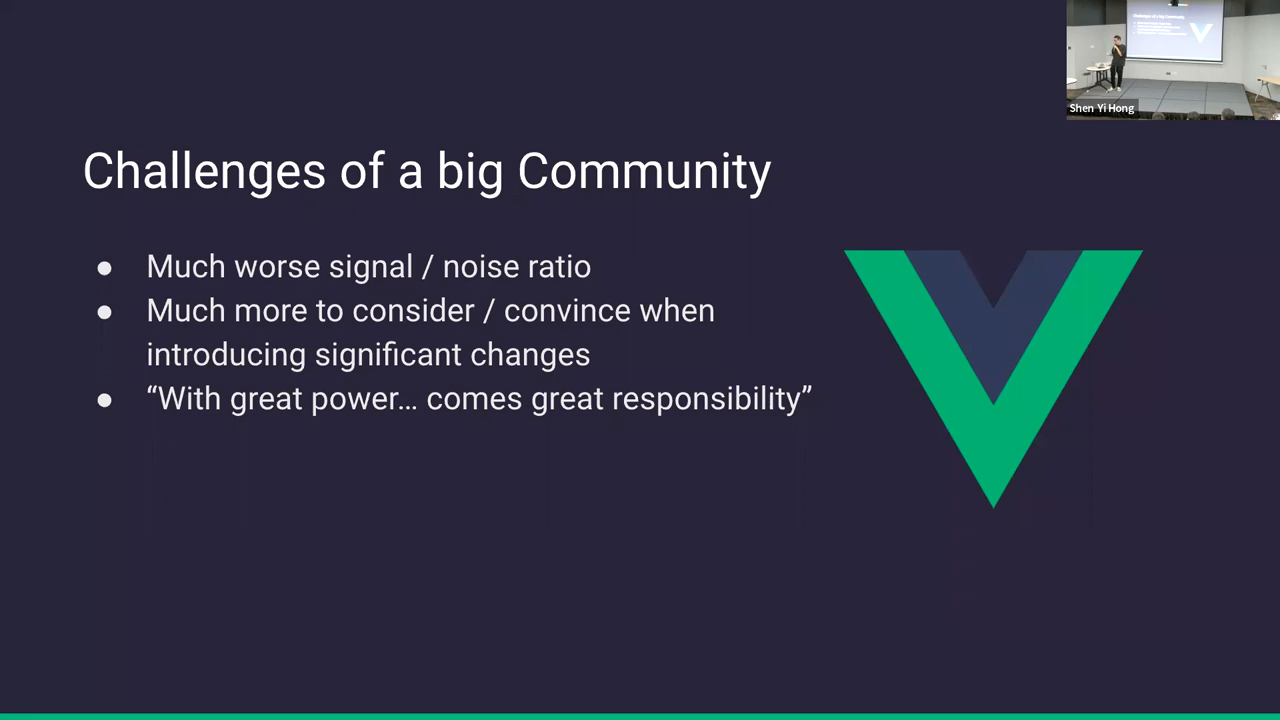 Shen Yi Hong
Challenges of a big Community
● Much worse signal / noise ratio
● Much more to consider / convince when
introducing significant changes
● “With great power… comes great responsibility”